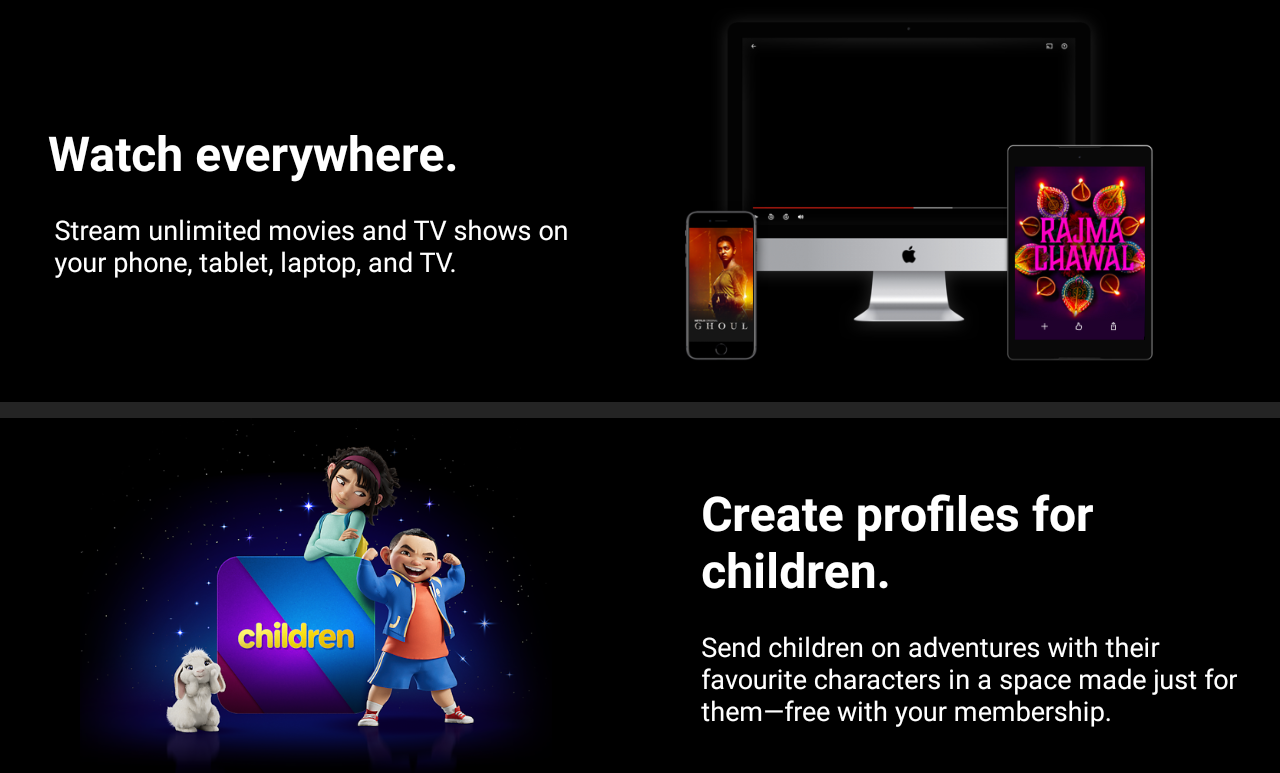 Watch everywhere.
Stream unlimited movies and TV shows on
your phone, tablet, laptop, and TV.
GHOUL
RAJMA
CHAWAL
Create profiles for
children.
children
Send children on adventures with their
favourite characters in a space made just for
them—free with your membership.